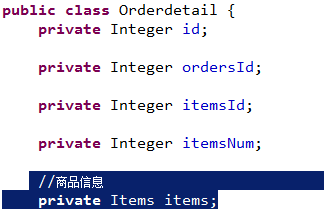 public class Orderdetail {
private Integer id;
private Integer ordersId;
private Integer itemsId;
private Integer itemsNum;
//商品信息
private Items items;